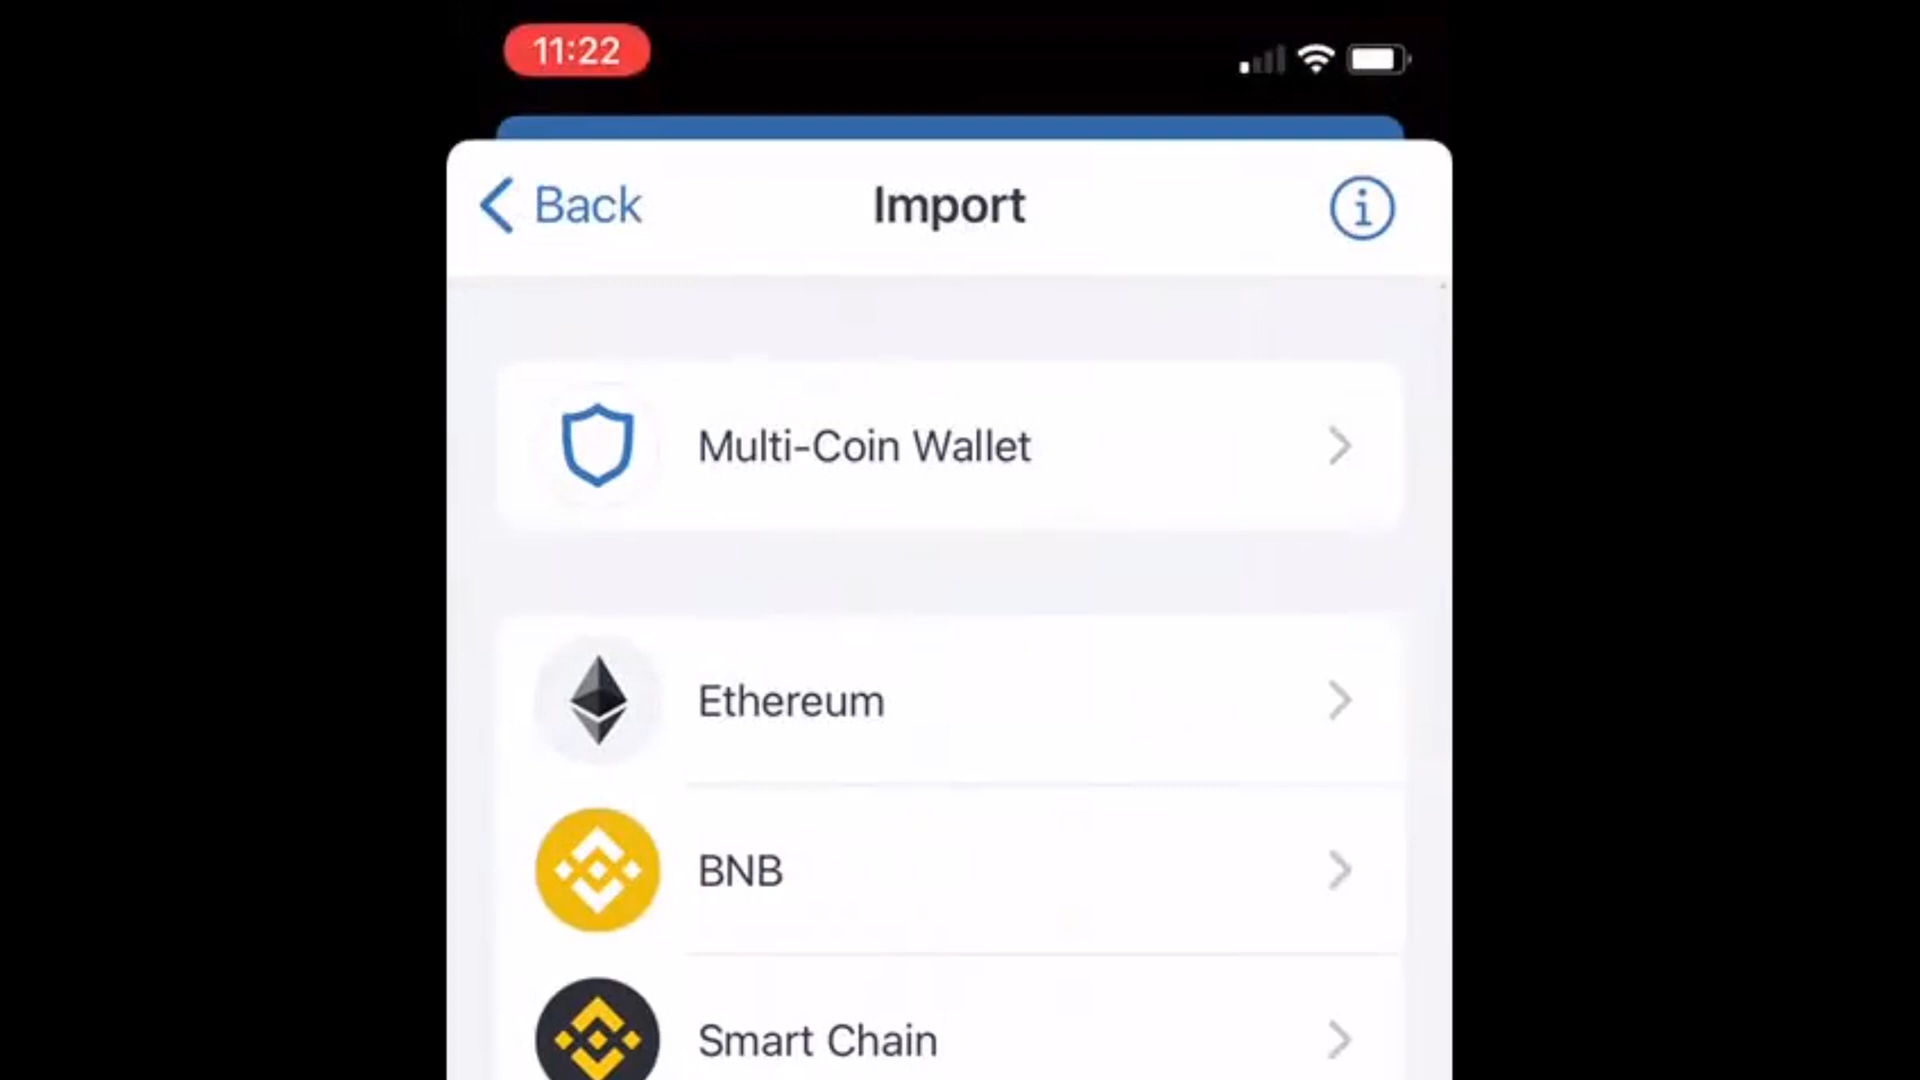 11:22
Back
Import
Multi-Coin Wallet
Ethereum
BNB
Smart Chain